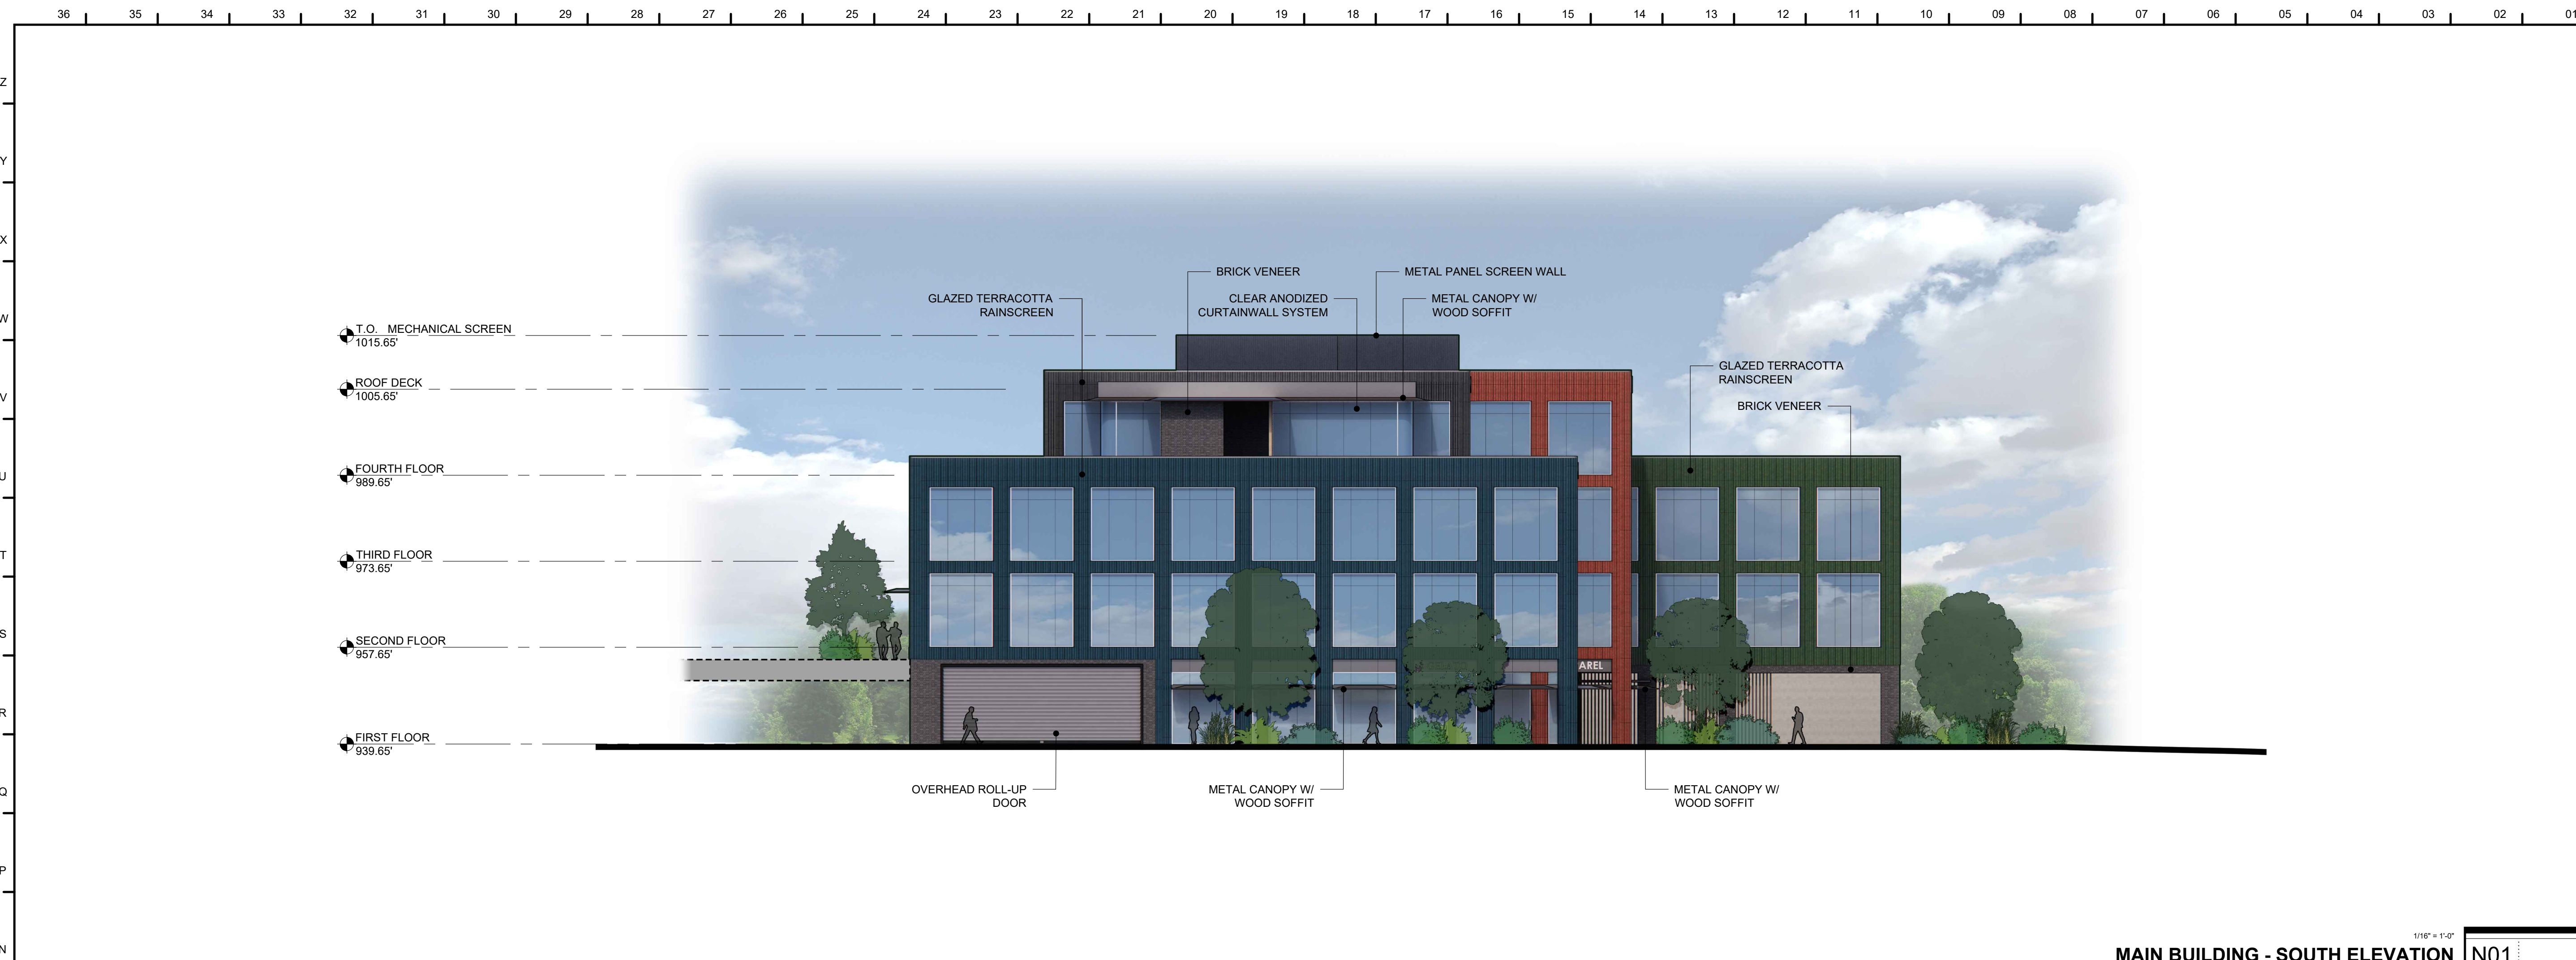 36 35 34 33 32 31 30 29 28 27 26 25 24 23 22 21 20 19 18 17 16 15 14 13 12 11 10 09 08 07 06 05 04 03 02 01
Z
Y
X
W
V
U
T
S
R
Q
P
N
BRICK VENEER
METAL PANEL SCREEN WALL
GLAZED TERRACOTTA
RAINSCREEN
CLEAR ANODIZED
CURTAINWALL SYSTEM
METAL CANOPY W/
WOOD SOFFIT
T.O. MECHANICAL SCREEN
1015.65'
GLAZED TERRACOTTA
RAINSCREEN
ROOF DECK
1005.65'
BRICK VENEER
FOURTH FLOOR
989.65'
THIRD FLOOR
973.65'
SECOND FLOOR
957.65'
AREL
FIRST FLOOR
939.65'
OVERHEAD ROLL-UP
DOOR
METAL CANOPY W/
WOOD SOFFIT
METAL CANOPY W/
WOOD SOFFIT
1/16" = 1'-0"
MAIN BUILDING - SOUTH ELEVATION
N01